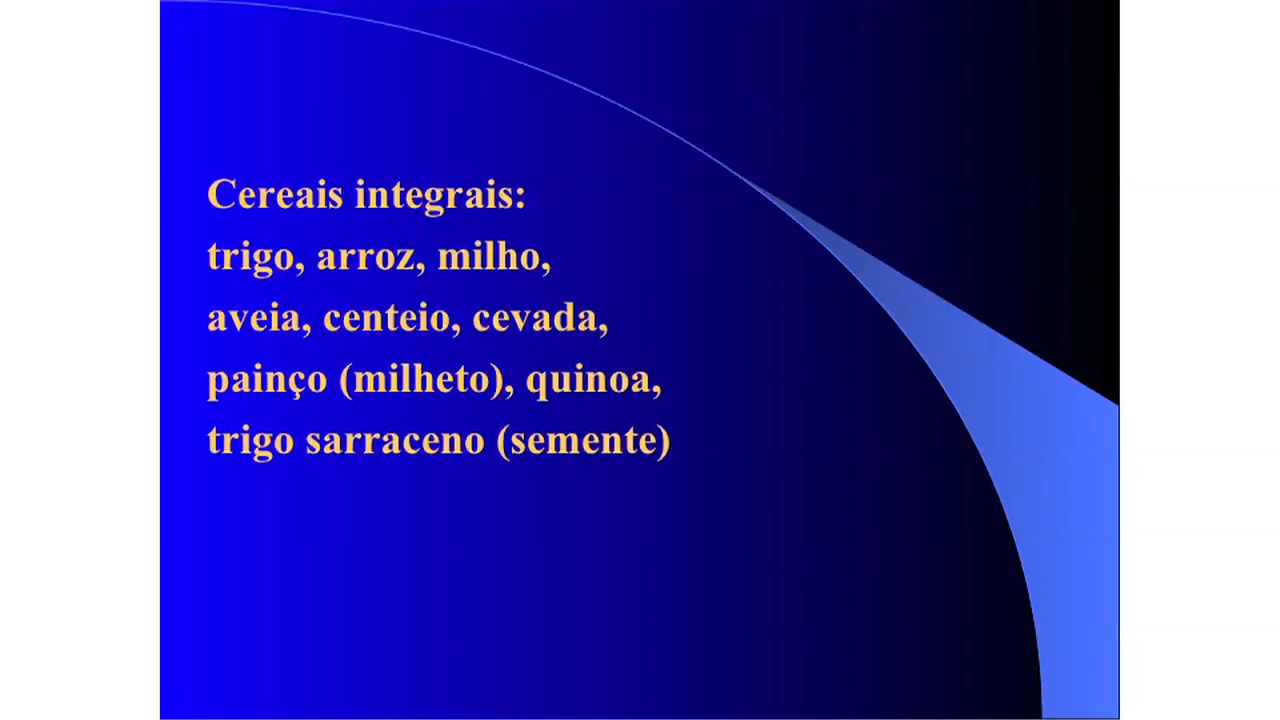 Cereais integrais:
trigo, arroz, milho,
aveia, centeio, cevada,
painço (milheto), quinoa,
trigo sarraceno (semente)